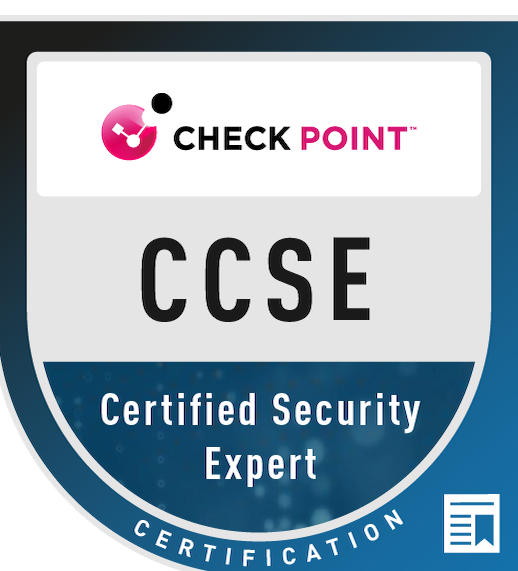 CHECK POINT™
CCSE
Certified Security
Expert
CERTIFICATION